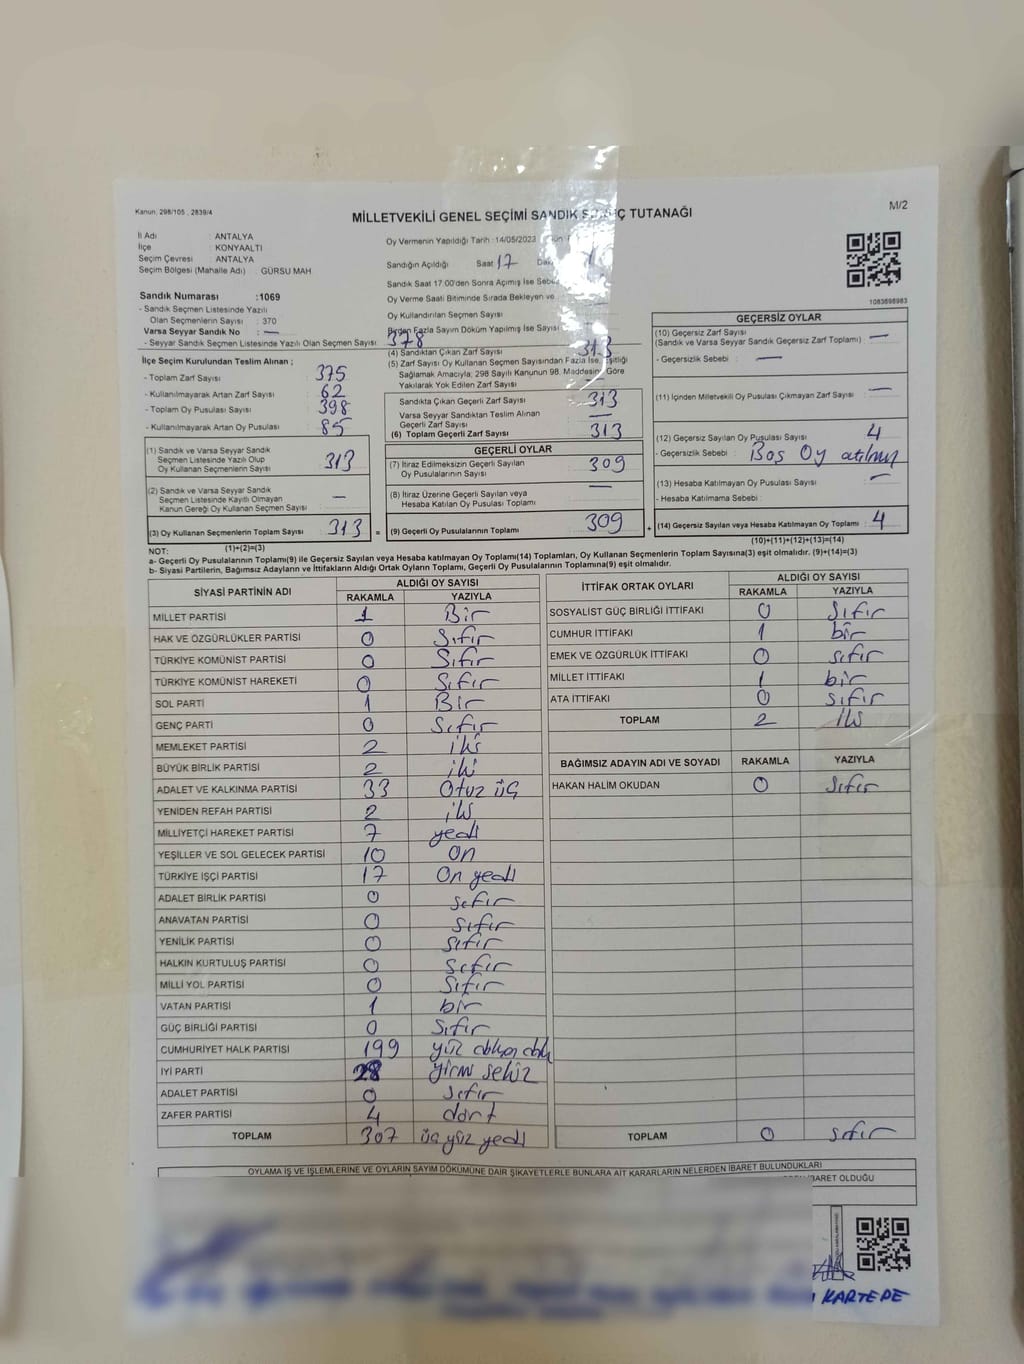 Kanun, 298/105 , 2839/4
M/2
MİLLETVEKİLİ GENEL SEÇİMİ SANDIK SONUÇ TUTANAĞI
İl Adı : ANTALYA
İlçe : KONYAALTI
Seçim Çevresi : ANTALYA
Seçim Bölgesi (Mahalle Adı) : GÜRSU MAH
Sandık Numarası :1069
- Sandık Seçmen Listesinde Yazılı
Olan Seçmenlerin Sayısı : 370
Varsa Seyyar Sandık No : —
- Seyyar Sandık Seçmen Listesinde Yazılı Olan Seçmen Sayısı :
Oy Vermenin Yapıldığı Tarih :14/05/2023
Sandığın Açıldığı Saat 17
Sandık Saat 17.00'den Sonra Açımış İse
Oy Verme Saati Bitiminde Sırada Bekleyen ve
Oy Kullandırılan Seçmen Sayısı
Birden Fazla Sayım Döküm Yapılmış İse Sayısı
378
1083898983
İlçe Seçim Kurulundan Teslim Alınan ;
- Toplam Zarf Sayısı : 375
- Kullanılmayarak Artan Zarf Sayısı : 62
- Toplam Oy Pusulası Sayısı : 398
- Kullanılmayarak Artan Oy Pusulası : 85
(1) Sandık ve Varsa Seyyar Sandık
Seçmen Listesinde Yazılı Olup
Oy Kullanan Seçmenlerin Sayısı : 313
(2) Sandık ve Varsa Seyyar Sandık
Seçmen Listesinde Kayıtlı Olmayan
Kanun Gereği Oy Kullanan Seçmen Sayısı : —
(3) Oy Kullanan Seçmenlerin Toplam Sayısı : 313 =
(1)+(2)=(3)
(4) Sandıktan Çıkan Zarf Sayısı 313
(5) Zarf Sayısı Oy Kullanan Seçmen Sayısından Fazla İse, Eşitliği
Sağlamak Amacıyla; 298 Sayılı Kanunun 98. Maddesine Göre
Yakılarak Yok Edilen Zarf Sayısı :
Sandıkta Çıkan Geçerli Zarf Sayısı : 313
Varsa Seyyar Sandıktan Teslim Alınan
Geçerli Zarf Sayısı : —
(6) Toplam Geçerli Zarf Sayısı : 313
GEÇERLİ OYLAR
(7) İtiraz Edilmeksizin Geçerli Sayılan
Oy Pusulalarının Sayısı : 309
(8) İtiraz Üzerine Geçerli Sayılan veya
Hesaba Katılan Oy Pusulası Toplamı : —
(9) Geçerli Oy Pusulalarının Toplamı : 309 +
GEÇERSİZ OYLAR
(10) Geçersiz Zarf Sayısı
(Sandık ve Varsa Seyyar Sandık Geçersiz Zarf Toplamı) : —
- Geçersizlik Sebebi : —
(11) İçinden Milletvekili Oy Pusulası Çıkmayan Zarf Sayısı : —
(12) Geçersiz Sayılan Oy Pusulası Sayısı : 4
- Geçersizlik Sebebi : Boş Oy atılmış
(13) Hesaba Katılmayan Oy Pusulası Sayısı : —
- Hesaba Katılmama Sebebi :
(14) Geçersiz Sayılan veya Hesaba Katılmayan Oy Toplamı : 4
(10)+(11)+(12)+(13)=(14)
NOT:
a- Geçerli Oy Pusulalarının Toplamı(9) ile Geçersiz Sayılan veya Hesaba katılmayan Oy Toplamı(14) Toplamları, Oy Kullanan Seçmenlerin Toplam Sayısına(3) eşit olmalıdır. (9)+(14)=(3)
b- Siyasi Partilerin, Bağımsız Adayların ve İttifakların Aldığı Ortak Oyların Toplamı, Geçerli Oy Pusulalarının Toplamına(9) eşit olmalıdır.
SİYASİ PARTİNİN ADI ALDIĞI OY SAYISI
RAKAMLA YAZIYLA
MİLLET PARTİSİ 1 Bir
HAK VE ÖZGÜRLÜKLER PARTİSİ 0 Sıfır
TÜRKİYE KOMÜNİST PARTİSİ 0 Sıfır
TÜRKİYE KOMÜNİST HAREKETİ 0 Sıfır
SOL PARTİ 1 Bir
GENÇ PARTİ 0 Sıfır
MEMLEKET PARTİSİ 2 iki
BÜYÜK BİRLİK PARTİSİ 2 iki
ADALET VE KALKINMA PARTİSİ 33 Otuz üç
YENİDEN REFAH PARTİSİ 2 iki
MİLLİYETÇİ HAREKET PARTİSİ 7 yedi
YEŞİLLER VE SOL GELECEK PARTİSİ 10 On
TÜRKİYE İŞÇİ PARTİSİ 17 On yedi
ADALET BİRLİK PARTİSİ 0 sıfır
ANAVATAN PARTİSİ 0 sıfır
YENİLİK PARTİSİ 0 sıfır
HALKIN KURTULUŞ PARTİSİ 0 sıfır
MİLLİ YOL PARTİSİ 0 Sıfır
VATAN PARTİSİ 1 bir
GÜÇ BİRLİĞİ PARTİSİ 0 Sıfır
CUMHURİYET HALK PARTİSİ 199 yüz doksan dokuz
İYİ PARTİ 28 yirmi sekiz
ADALET PARTİSİ 0 sıfır
ZAFER PARTİSİ 4 dört
TOPLAM 307 üç yüz yedi
İTTİFAK ORTAK OYLARI ALDIĞI OY SAYISI
RAKAMLA YAZIYLA
SOSYALİST GÜÇ BİRLİĞİ İTTİFAKI 0 Sıfır
CUMHUR İTTİFAKI 1 bir
EMEK VE ÖZGÜRLÜK İTTİFAKI 0 sıfır
MİLLET İTTİFAKI 1 bir
ATA İTTİFAKI 0 sıfır
TOPLAM 2 iki
BAĞIMSIZ ADAYIN ADI VE SOYADI RAKAMLA YAZIYLA
HAKAN HALİM OKUDAN 0 sıfır
TOPLAM 0 sıfır
OYLAMA İŞ VE İŞLEMLERİNE VE OYLARIN SAYIM DÖKÜMÜNE DAİR ŞİKAYETLERLE BUNLARA AİT KARARLARIN NELERDEN İBARET BULUNDUKLARI
İBARET OLDUĞU
KARTEPE